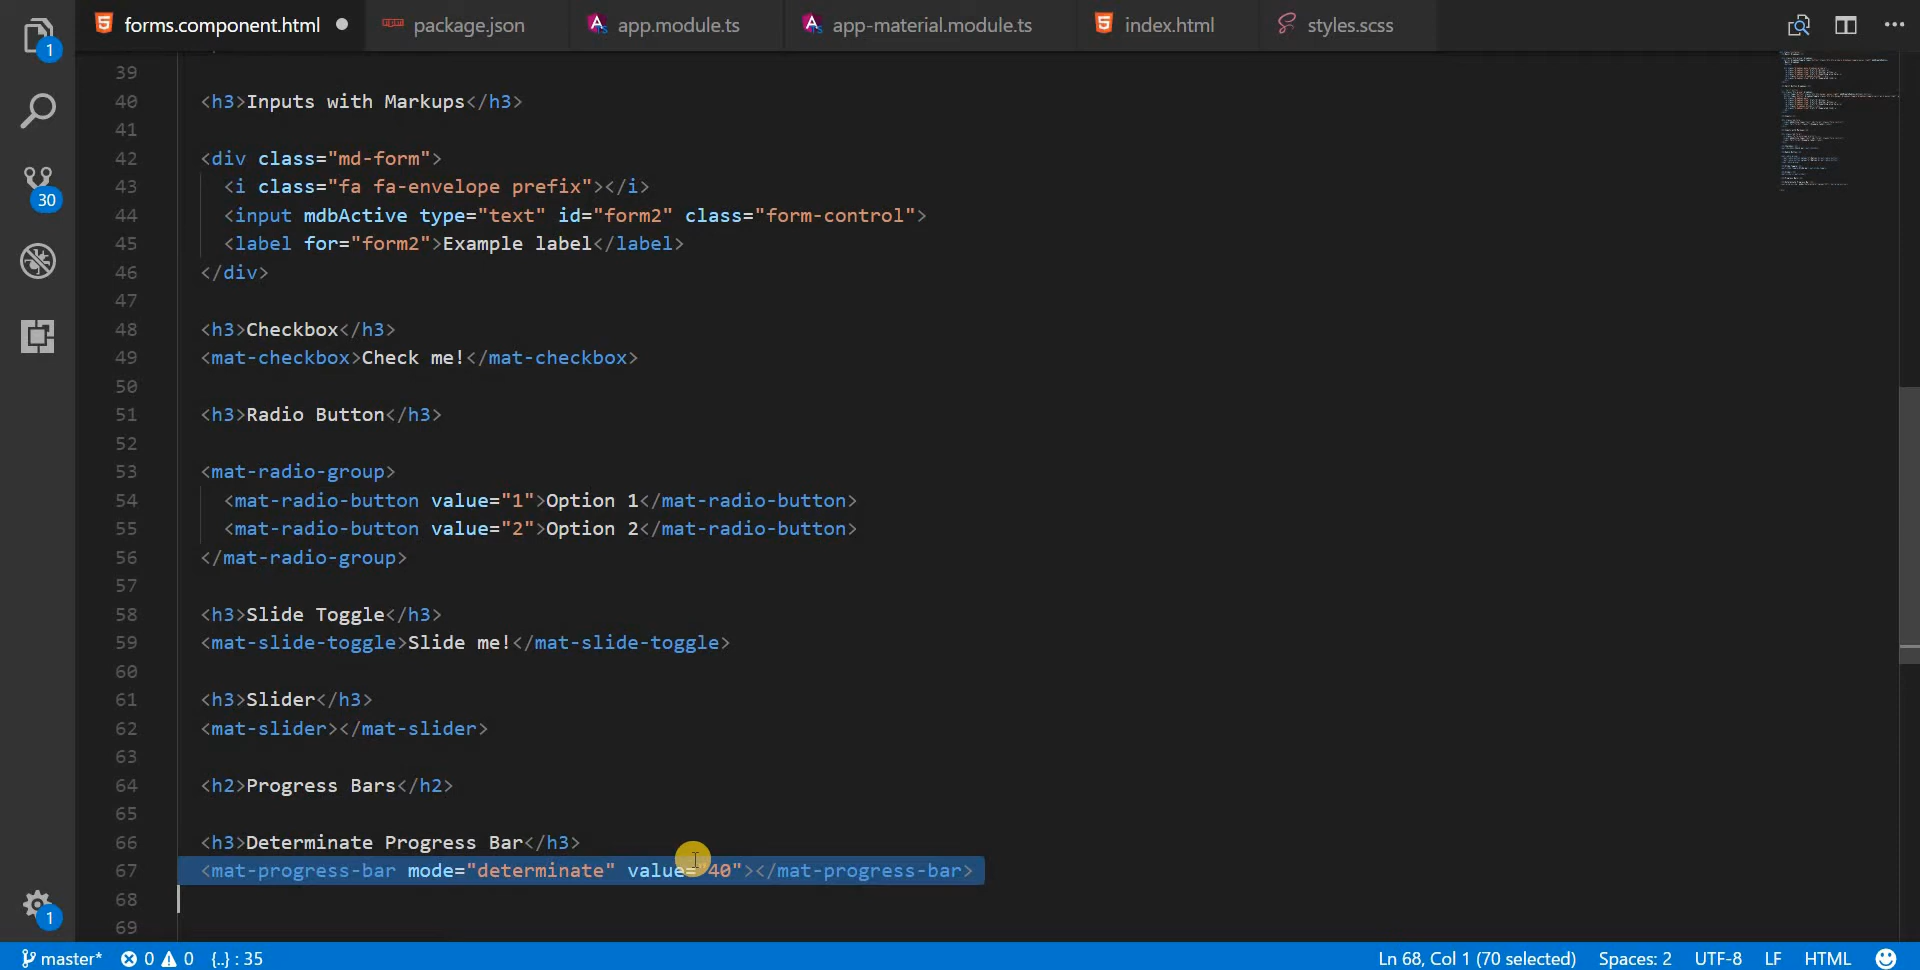 forms.component.html
package.json
app.module.ts
app-material.module.ts
index.html
styles.scss
1
30
1
39
40 <h3>Inputs with Markups</h3>
41
42 <div class="md-form">
43 <i class="fa fa-envelope prefix"></i>
44 <input mdbActive type="text" id="form2" class="form-control">
45 <label for="form2">Example label</label>
46 </div>
47
48 <h3>Checkbox</h3>
49 <mat-checkbox>Check me!</mat-checkbox>
50
51 <h3>Radio Button</h3>
52
53 <mat-radio-group>
54 <mat-radio-button value="1">Option 1</mat-radio-button>
55 <mat-radio-button value="2">Option 2</mat-radio-button>
56 </mat-radio-group>
57
58 <h3>Slide Toggle</h3>
59 <mat-slide-toggle>Slide me!</mat-slide-toggle>
60
61 <h3>Slider</h3>
62 <mat-slider></mat-slider>
63
64 <h2>Progress Bars</h2>
65
66 <h3>Determinate Progress Bar</h3>
67 <mat-progress-bar mode="determinate" value="40"></mat-progress-bar>
68
69
master* 0 0 {..} : 35 Ln 68, Col 1 (70 selected) Spaces: 2 UTF-8 LF HTML